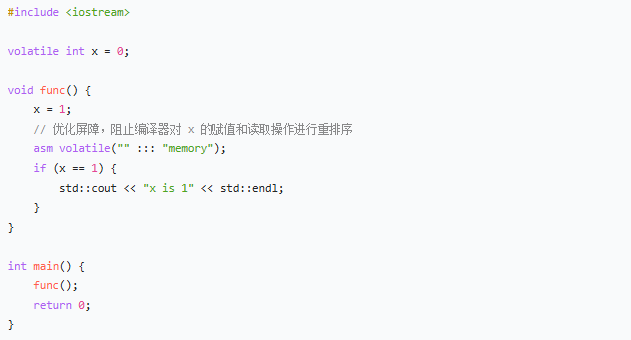 #include <iostream>
volatile int x = 0;
void func() {
x = 1;
// 优化屏障，阻止编译器对 x 的赋值和读取操作进行重排序
asm volatile("" ::: "memory");
if (x == 1) {
std::cout << "x is 1" << std::endl;
}
}
int main() {
func();
return 0;
}